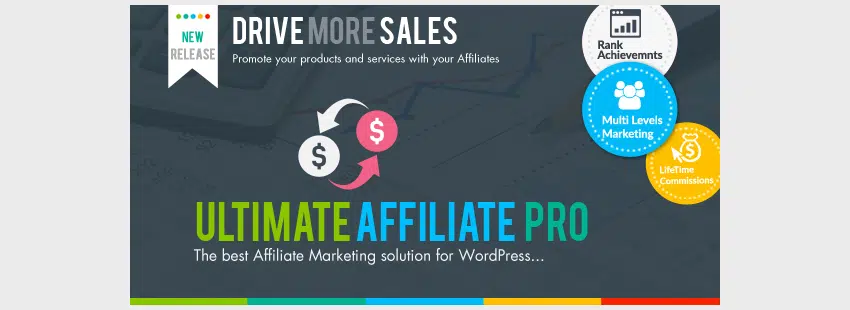 NEW
RELEASE
DRIVE MORE SALES
Promote your products and services with your Affiliates
Rank
Achievemnts
Multi Levels
Marketing
LifeTime
Commissions
$
$
ULTIMATE AFFILIATE PRO
The best Affiliate Marketing solution for WordPress...